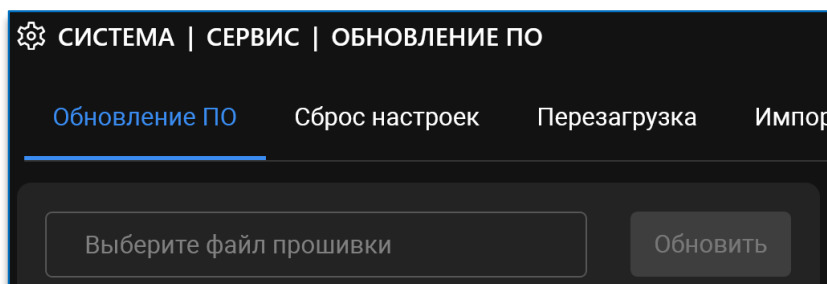 СИСТЕМА | СЕРВИС | ОБНОВЛЕНИЕ ПО
Обновление ПО Сброс настроек Перезагрузка
Выберите файл прошивки Обновить